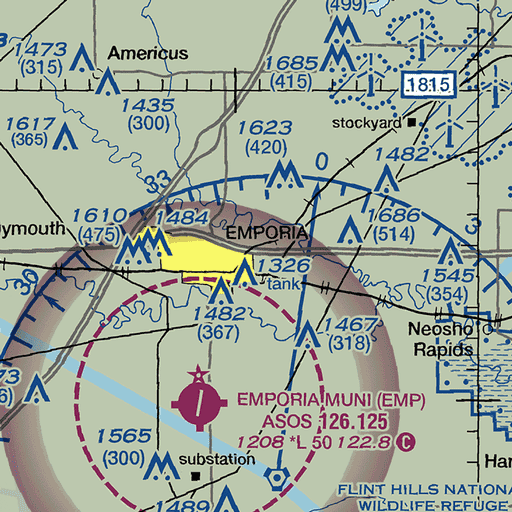 (499)
1473
(315)
Americus
1685
(415)
1815
1435
(300)
stockyard
1617
(365)
1623
(420)
0
1482
33
3
1610
(475)
1484
EMPORIA
1686
(514)
ymouth
1326
tank
1545
(354)
30
1482
(367)
1467
(318)
Neosho
Rapids
73
EMPORIA MUNI (EMP)
ASOS 126.125
1208 *L 50 122.8 C
1565
(300)
substation
Har
1489
FLINT HILLS NATIONA
WILDLIFE REFUGE